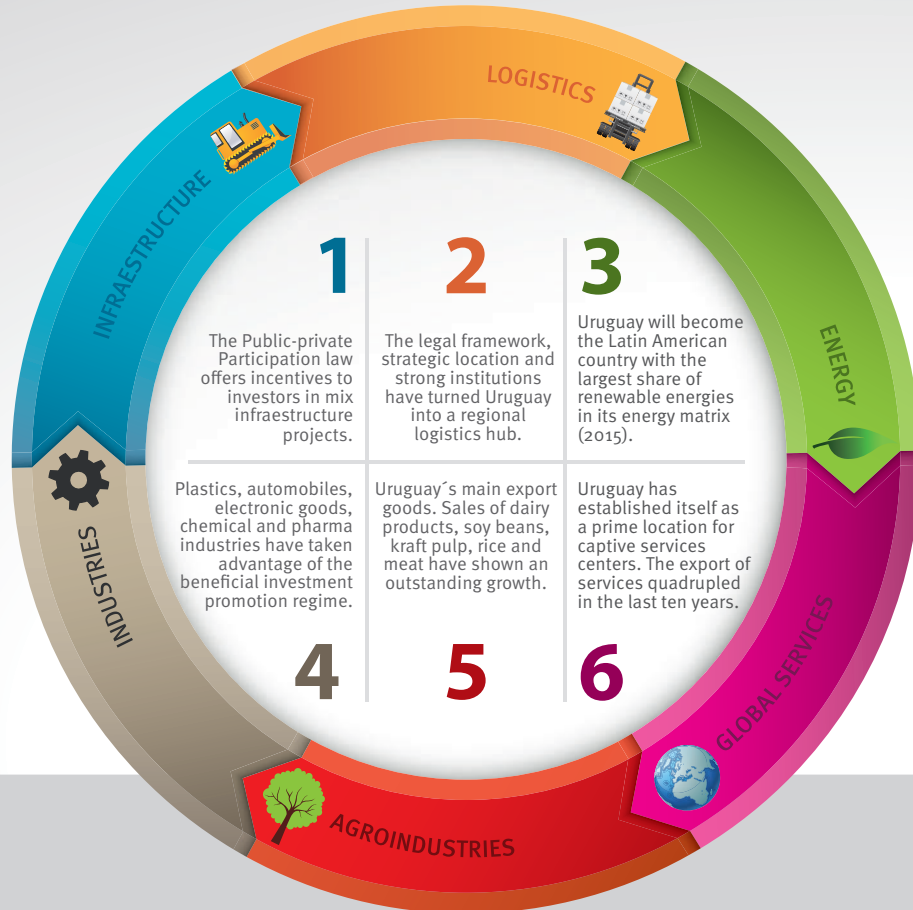 LOGISTICS
INFRAESTRUCTURE
ENERGY
INDUSTRIES
GLOBAL SERVICES
AGROINDUSTRIES
1
The Public-private
Participation law
offers incentives to
investors in mix
infraestructure
projects.
2
The legal framework,
strategic location and
strong institutions
have turned Uruguay
into a regional
logistics hub.
3
Uruguay will become
the Latin American
country with the
largest share of
renewable energies
in its energy matrix
(2015).
Plastics, automobiles,
electronic goods,
chemical and pharma
industries have taken
advantage of the
beneficial investment
promotion regime.
4
Uruguay´s main export
goods. Sales of dairy
products, soy beans,
kraft pulp, rice and
meat have shown an
outstanding growth.
5
Uruguay has
established itself as
a prime location for
captive services
centers. The export of
services quadrupled
in the last ten years.
6